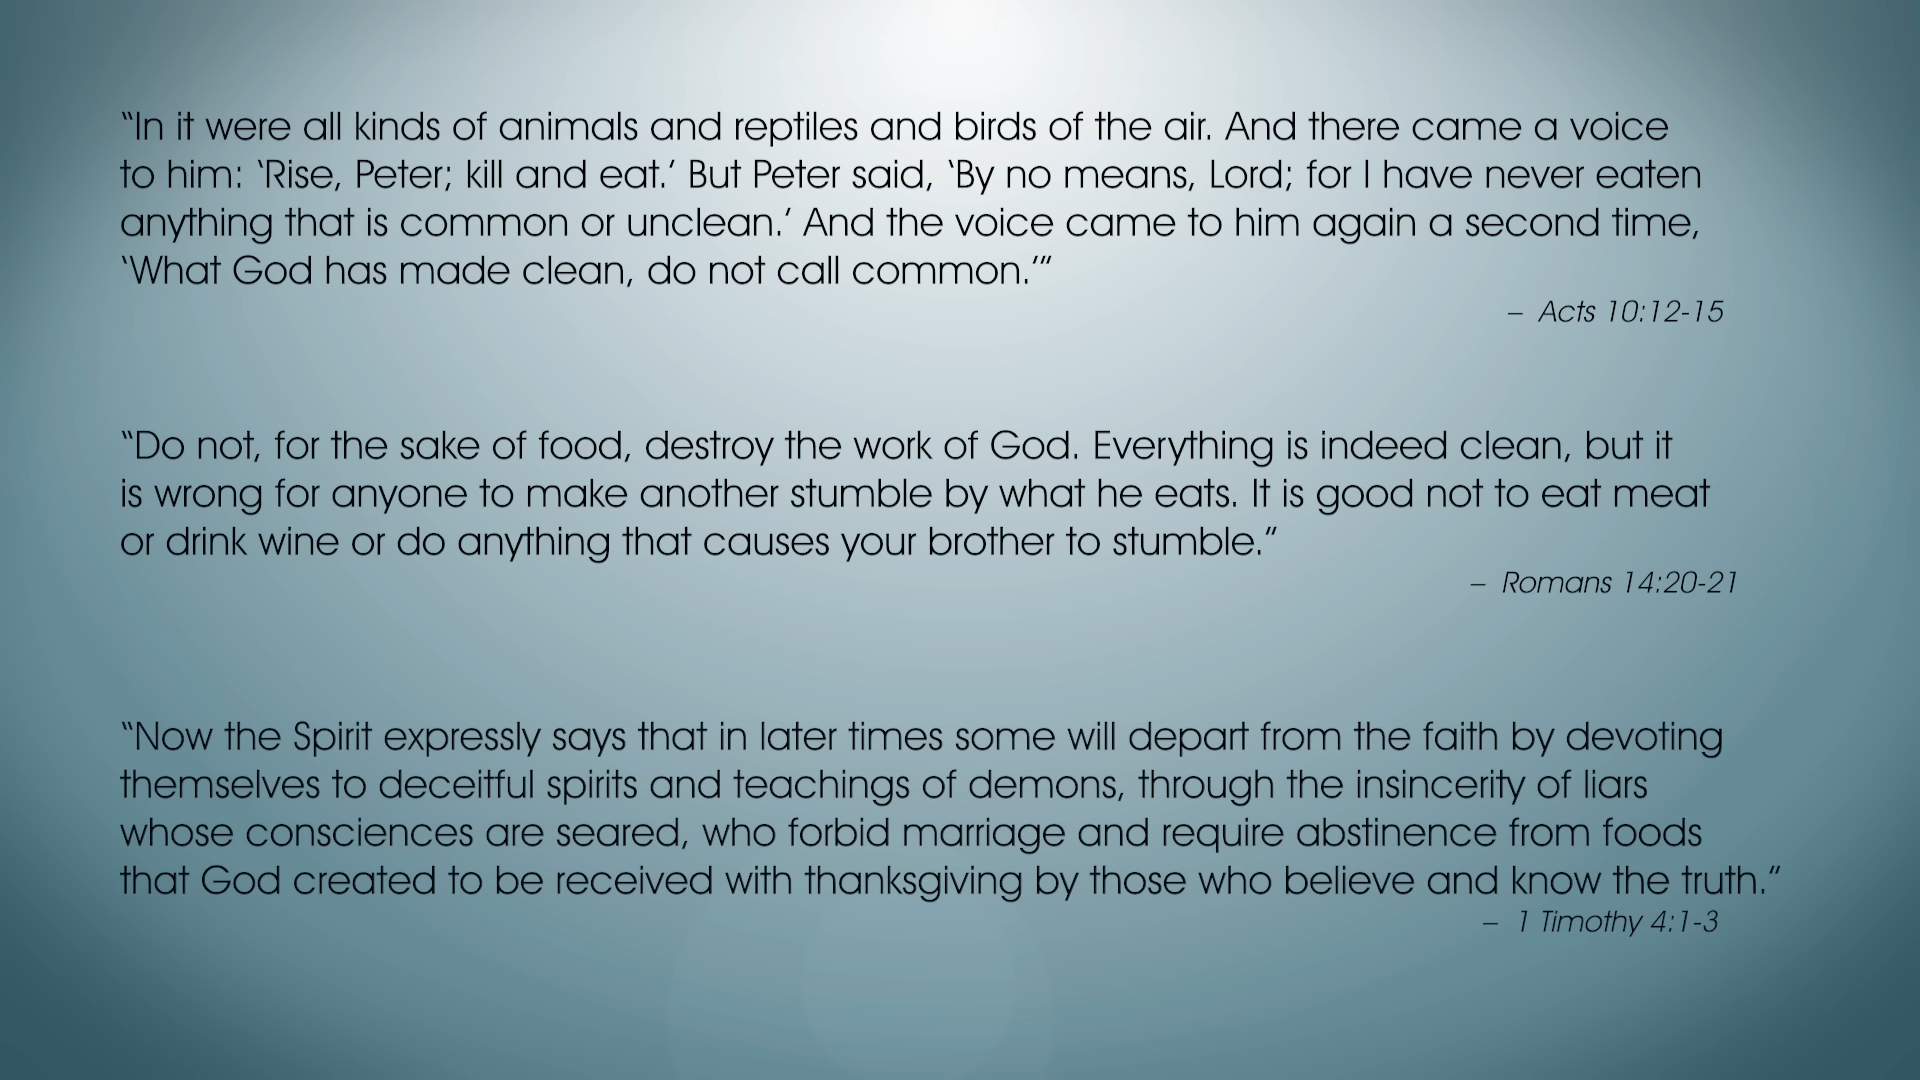 “In it were all kinds of animals and reptiles and birds of the air. And there came a voice
to him: ‘Rise, Peter; kill and eat.’ But Peter said, ‘By no means, Lord; for I have never eaten
anything that is common or unclean.’ And the voice came to him again a second time,
‘What God has made clean, do not call common.’”
– Acts 10:12-15
“Do not, for the sake of food, destroy the work of God. Everything is indeed clean, but it
is wrong for anyone to make another stumble by what he eats. It is good not to eat meat
or drink wine or do anything that causes your brother to stumble.”
– Romans 14:20-21
“Now the Spirit expressly says that in later times some will depart from the faith by devoting
themselves to deceitful spirits and teachings of demons, through the insincerity of liars
whose consciences are seared, who forbid marriage and require abstinence from foods
that God created to be received with thanksgiving by those who believe and know the truth.”
– 1 Timothy 4:1-3